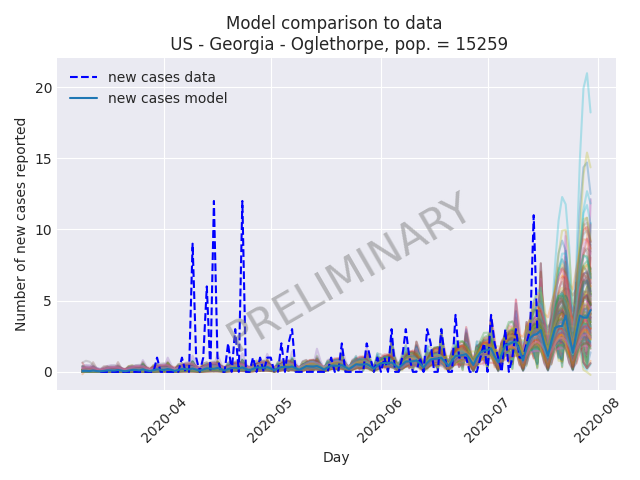 Model comparison to data
US - Georgia - Oglethorpe, pop. = 15259
new cases data
new cases model
PRELIMINARY
Number of new cases reported
20
15
10
5
0
2020-04
2020-05
2020-06
2020-07
2020-08
Day